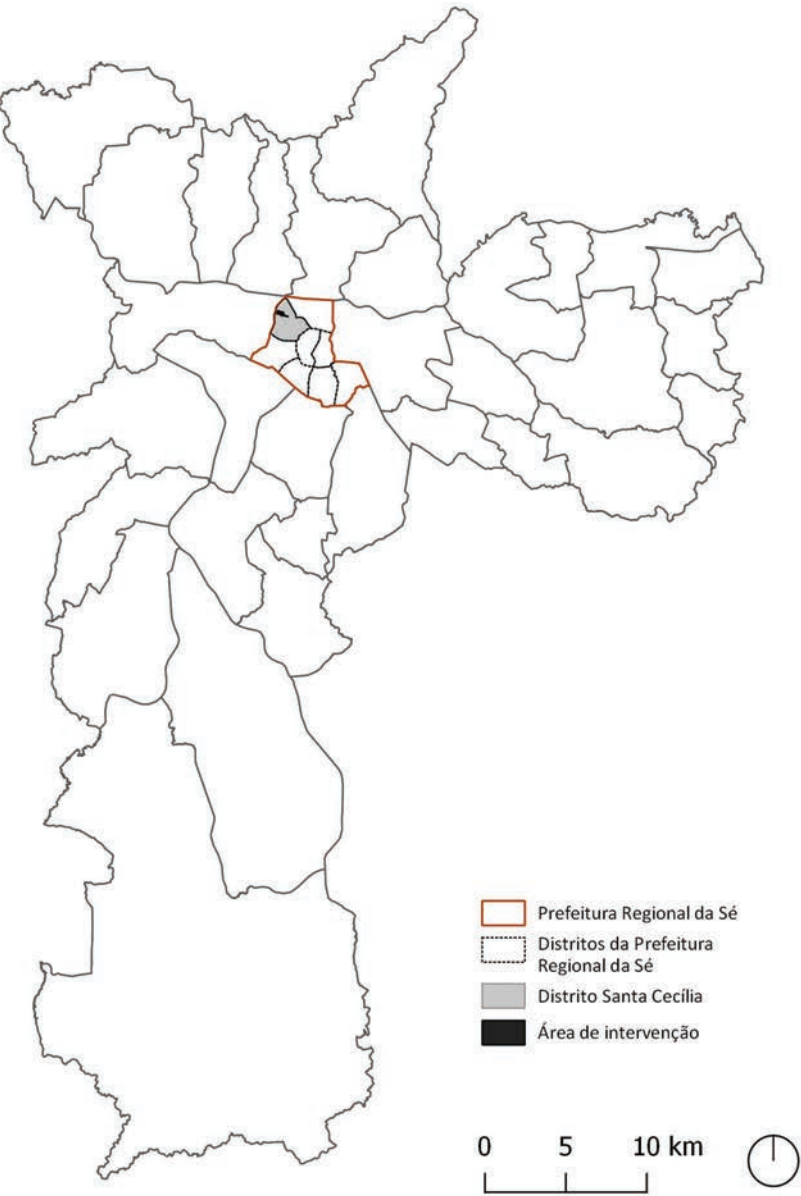 Prefeitura Regional da Sé
Distritos da Prefeitura
Regional da Sé
Distrito Santa Cecília
Área de intervenção
0 5 10 km